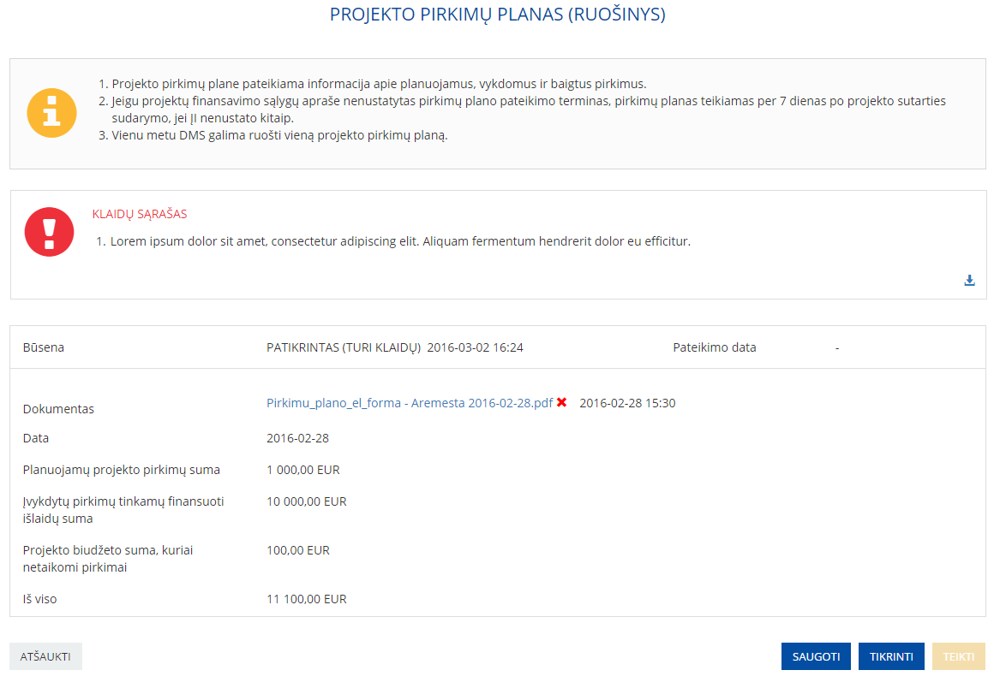 PROJEKTO PIRKIMŲ PLANAS (RUOŠINYS)
1. Projekto pirkimų plane pateikiama informacija apie planuojamus, vykdomus ir baigtus pirkimus.
2. Jeigu projektų finansavimo sąlygų apraše nenustatytas pirkimų plano pateikimo terminas, pirkimų planas teikiamas per 7 dienas po projekto sutarties
sudarymo, jei ĮI nenustato kitaip.
3. Vienu metu DMS galima ruošti vieną projekto pirkimų planą.
KLAIDŲ SĄRAŠAS
1. Lorem ipsum dolor sit amet, consectetur adipiscing elit. Aliquam fermentum hendrerit dolor eu efficitur.
Būsena PATIKRINTAS (TURI KLAIDŲ) 2016-03-02 16:24 Pateikimo data -
Dokumentas Pirkimu_plano_el_forma - Aremesta 2016-02-28.pdf 2016-02-28 15:30
Data 2016-02-28
Planuojamų projekto pirkimų suma 1 000,00 EUR
Įvykdytų pirkimų tinkamų finansuoti 10 000,00 EUR
išlaidų suma
Projekto biudžeto suma, kuriai 100,00 EUR
netaikomi pirkimai
Iš viso 11 100,00 EUR
ATŠAUKTI SAUGOTI TIKRINTI TEIKTI